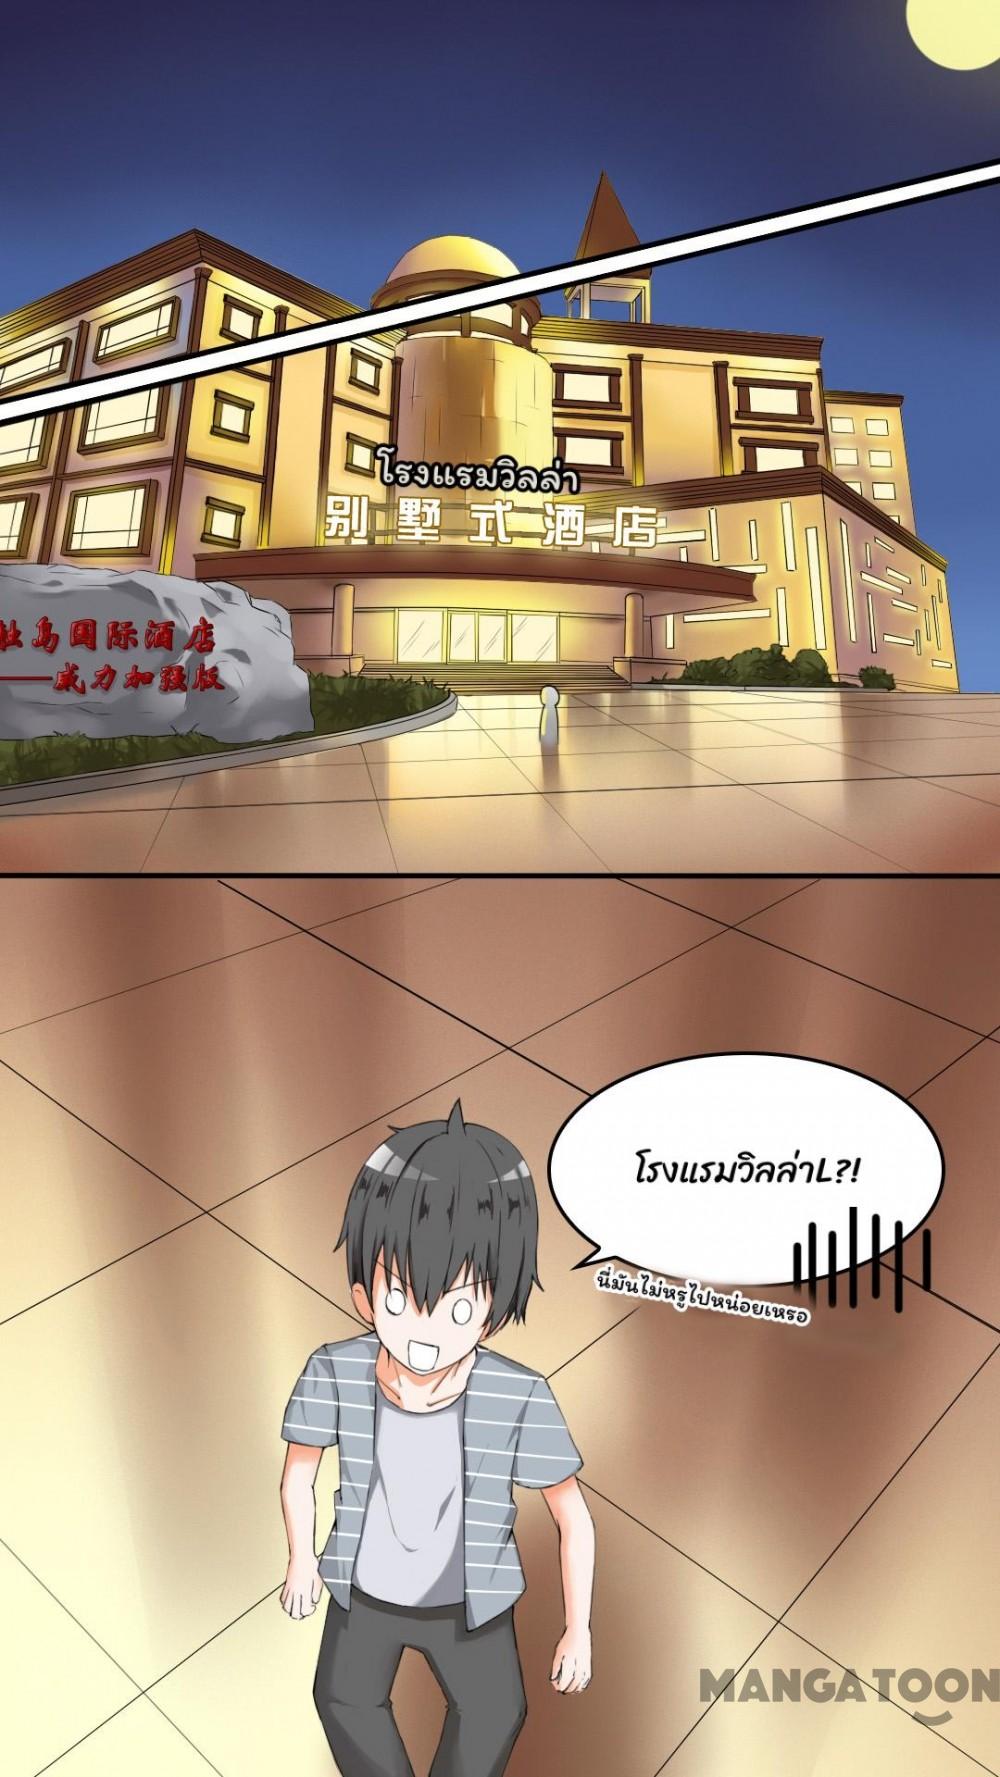 โรงแรมวิลล่า
别墅式酒店
岛国际酒店
——威力加强版
โรงแรมวิลล่าL?!
นี่มันไม่หรูไปหน่อยเหรอ
MANGATOON